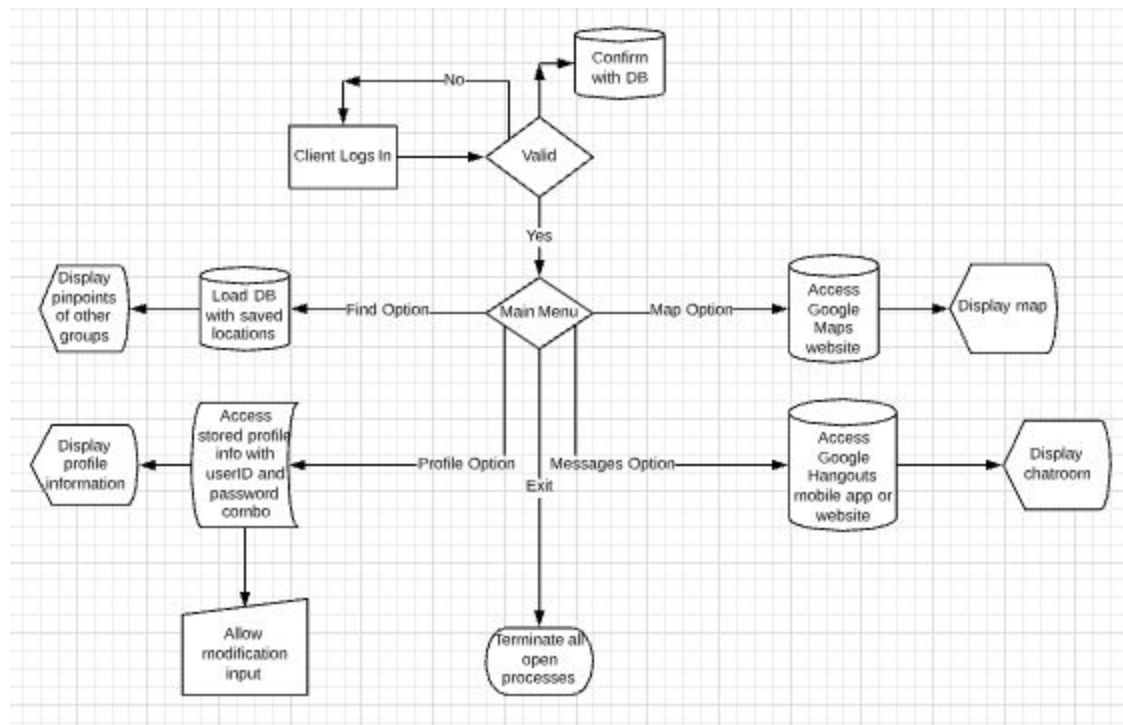 Confirm
with DB
No
Client Logs In
Valid
Yes
Display
pinpoints
of other
groups
Load DB
with saved
locations
Find Option
Main Menu
Map Option
Access
Google
Maps
website
Display map
Display
profile
information
Access
stored profile
info with
userID and
password
combo
Profile Option
Exit
Messages Option
Access
Google
Hangouts
mobile app or
website
Display
chatroom
Allow
modification
input
Terminate all
open
processes